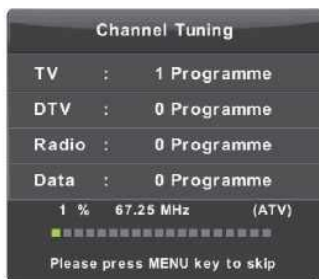 Channel Tuning
TV : 1 Programme
DTV : 0 Programme
Radio : 0 Programme
Data : 0 Programme
1 % 67.25 MHz (ATV)
Please press MENU key to skip